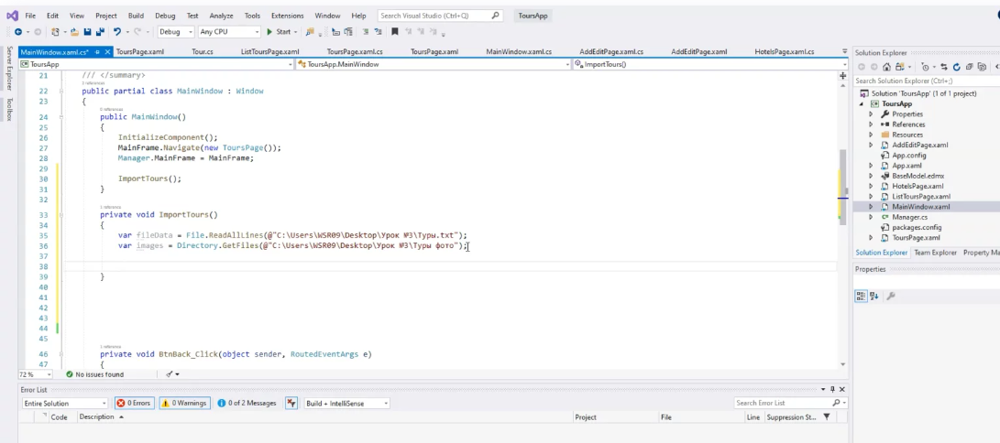 File Edit View Project Build Debug Test Analyze Tools Extensions Window Help Search Visual Studio (Ctrl+Q) ToursApp
Debug Any CPU Start
MainWindow.xaml.cs* ToursPage.xaml Tour.cs ListToursPage.xaml ToursPage.xaml.cs ToursPage.xaml MainWindow.xaml.cs AddEditPage.xaml.cs AddEditPage.xaml HotelsPage.xaml.cs
ToursApp ToursApp.MainWindow ImportTours()
Server Explorer
Toolbox
21 /// </summary>
2 references
22 public partial class MainWindow : Window
23 {
0 references
24 public MainWindow()
25 {
26 InitializeComponent();
27 MainFrame.Navigate(new ToursPage());
28 Manager.MainFrame = MainFrame;
29
30 ImportTours();
31 }
32
1 reference
33 private void ImportTours()
34 {
35 var fileData = File.ReadAllLines(@"C:\Users\WSR09\Desktop\Урок №3\Туры.txt");
36 var images = Directory.GetFiles(@"C:\Users\WSR09\Desktop\Урок №3\Туры фото");
37
38
39 }
40
41
42
43
44
45
1 reference
46 private void BtnBack_Click(object sender, RoutedEventArgs e)
47 {
72 % No issues found
Error List
Entire Solution 0 Errors 0 Warnings 0 of 2 Messages Build + IntelliSense Search Error List
Code Description Project File Line Suppression St...
Solution Explorer
Search Solution Explorer (Ctrl+;)
Solution 'ToursApp' (1 of 1 project)
ToursApp
Properties
References
Resources
AddEditPage.xaml
App.config
App.xaml
BaseModel.edmx
HotelsPage.xaml
ListToursPage.xaml
MainWindow.xaml
Manager.cs
packages.config
ToursPage.xaml
Solution Explorer Team Explorer Property Ma
Properties